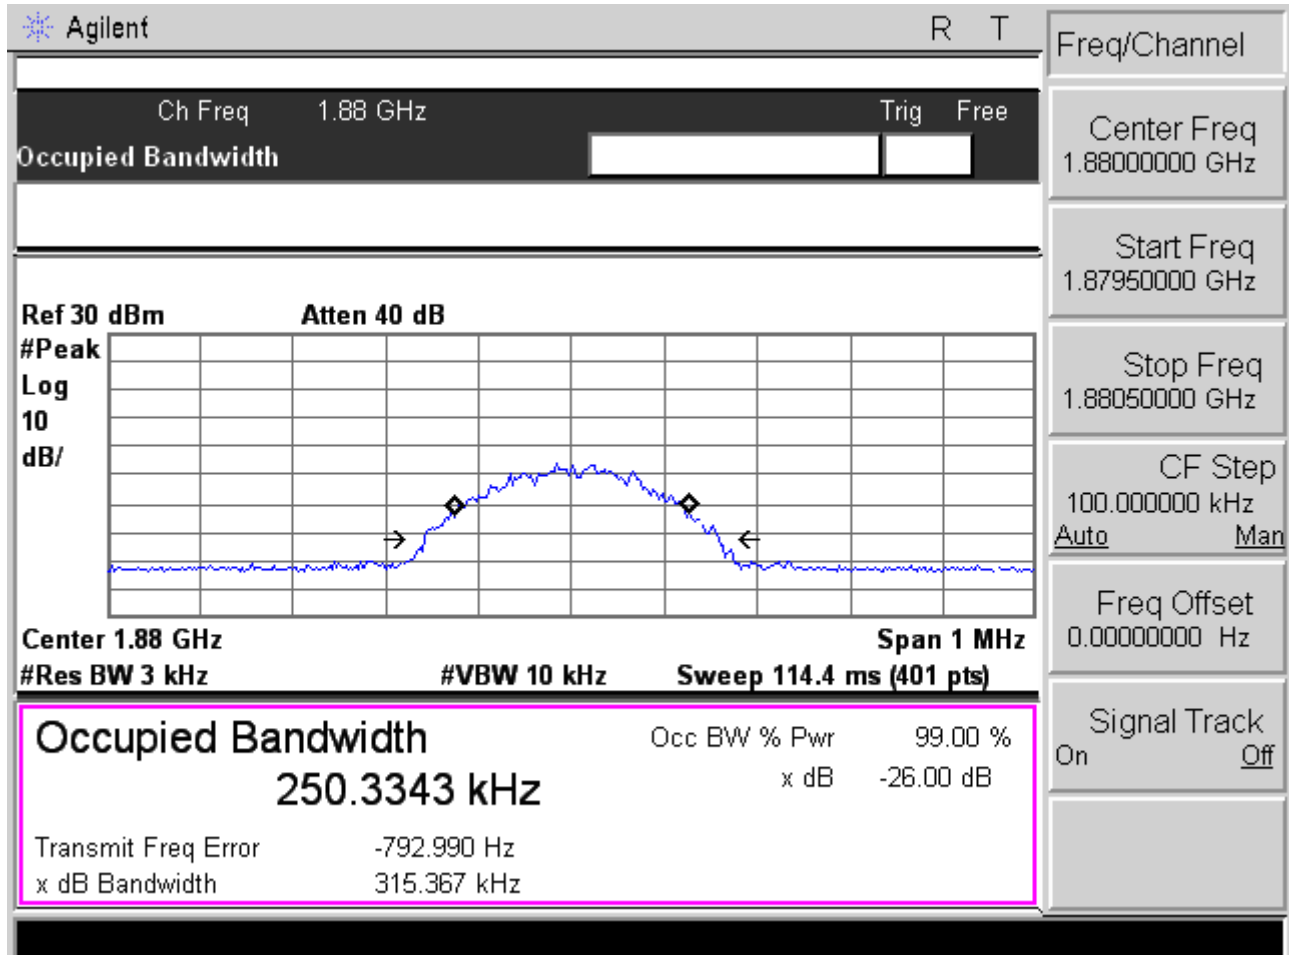 Agilent R T
Freq/Channel
Ch Freq 1.88 GHz Trig Free
Occupied Bandwidth
Center Freq
1.88000000 GHz
Start Freq
1.87950000 GHz
Stop Freq
1.88050000 GHz
CF Step
100.000000 kHz
Auto Man
Freq Offset
0.00000000 Hz
Signal Track
On Off
Ref 30 dBm Atten 40 dB
#Peak
Log
10
dB/
Center 1.88 GHz Span 1 MHz
#Res BW 3 kHz #VBW 10 kHz Sweep 114.4 ms (401 pts)
Occupied Bandwidth
250.3343 kHz
Occ BW % Pwr 99.00 %
x dB -26.00 dB
Transmit Freq Error -792.990 Hz
x dB Bandwidth 315.367 kHz